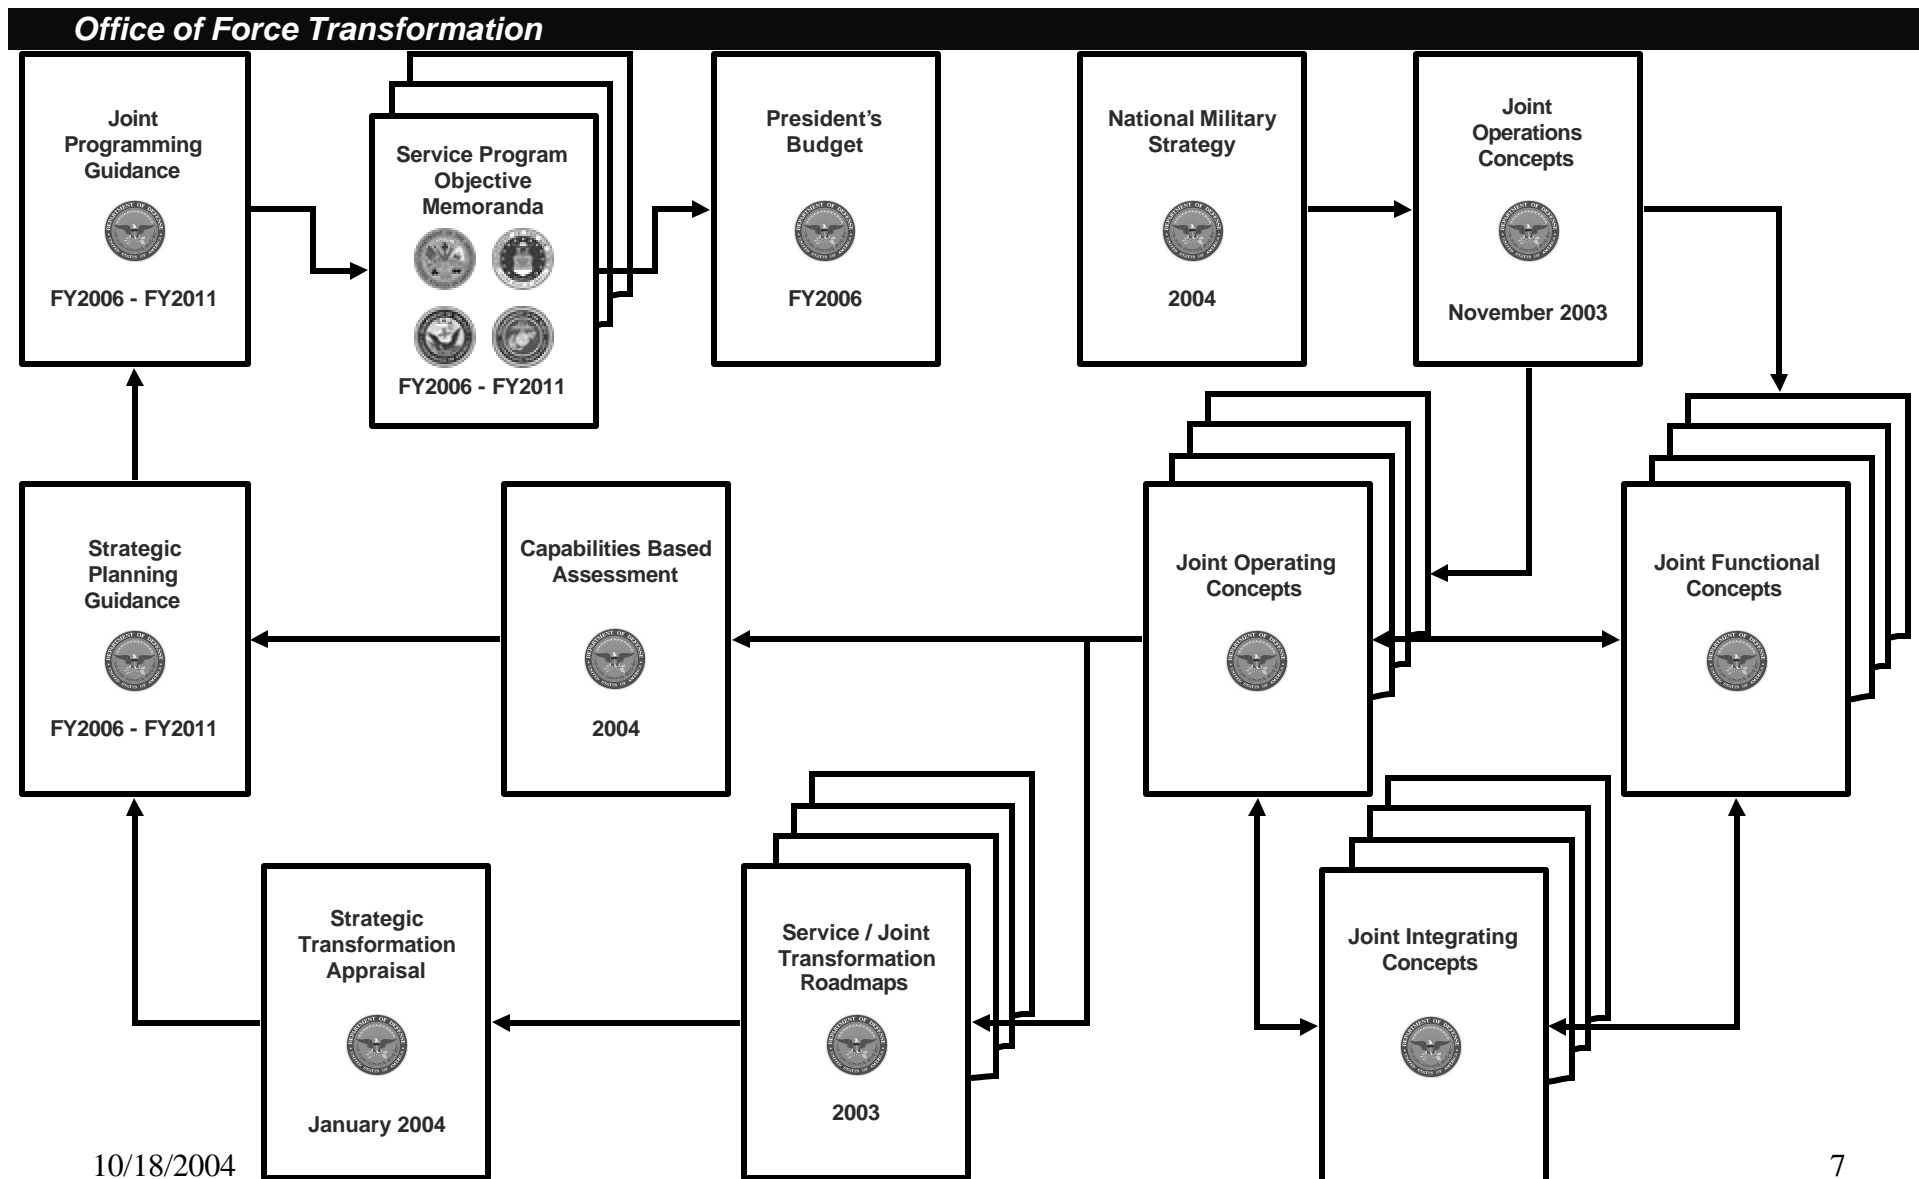 Office of Force Transformation
Joint
Programming
Guidance
FY2006 - FY2011
Service Program
Objective
Memoranda
FY2006 - FY2011
President’s
Budget
FY2006
National Military
Strategy
2004
Joint
Operations
Concepts
November 2003
Strategic
Planning
Guidance
FY2006 - FY2011
Capabilities Based
Assessment
2004
Joint Operating
Concepts
Joint Functional
Concepts
Strategic
Transformation
Appraisal
January 2004
Service / Joint
Transformation
Roadmaps
2003
Joint Integrating
Concepts
10/18/2004
7